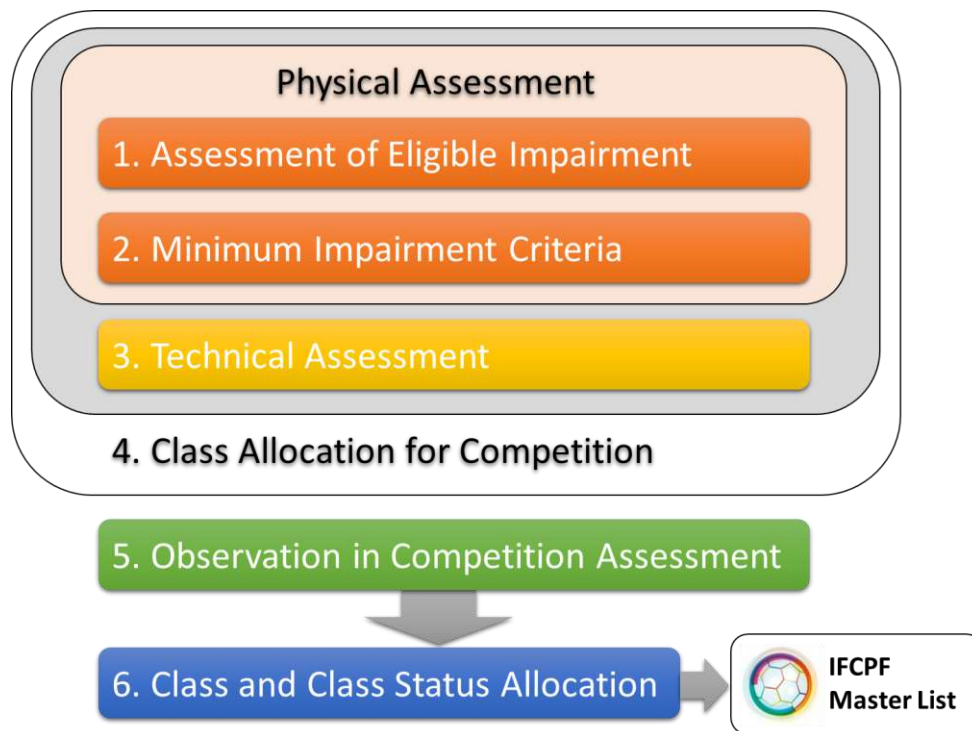 Physical Assessment
1. Assessment of Eligible Impairment
2. Minimum Impairment Criteria
3. Technical Assessment
4. Class Allocation for Competition
5. Observation in Competition Assessment
6. Class and Class Status Allocation
IFCPF
Master List